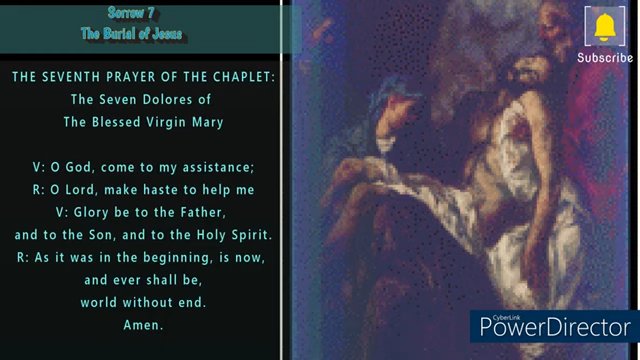 Sorrow 7
The Burial of Jesus
THE SEVENTH PRAYER OF THE CHAPLET:
The Seven Dolores of
The Blessed Virgin Mary
V: O God, come to my assistance;
R: O Lord, make haste to help me
V: Glory be to the Father,
and to the Son, and to the Holy Spirit.
R: As it was in the beginning, is now,
and ever shall be,
world without end.
Amen.
Subscribe
CyberLink
PowerDirector